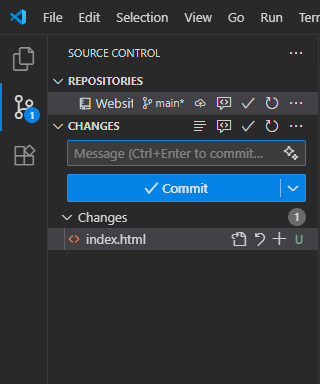 File Edit Selection View Go Run Term
SOURCE CONTROL
REPOSITORIES
Websit main*
CHANGES
Message (Ctrl+Enter to commit...
Commit
Changes 1
index.html U
1